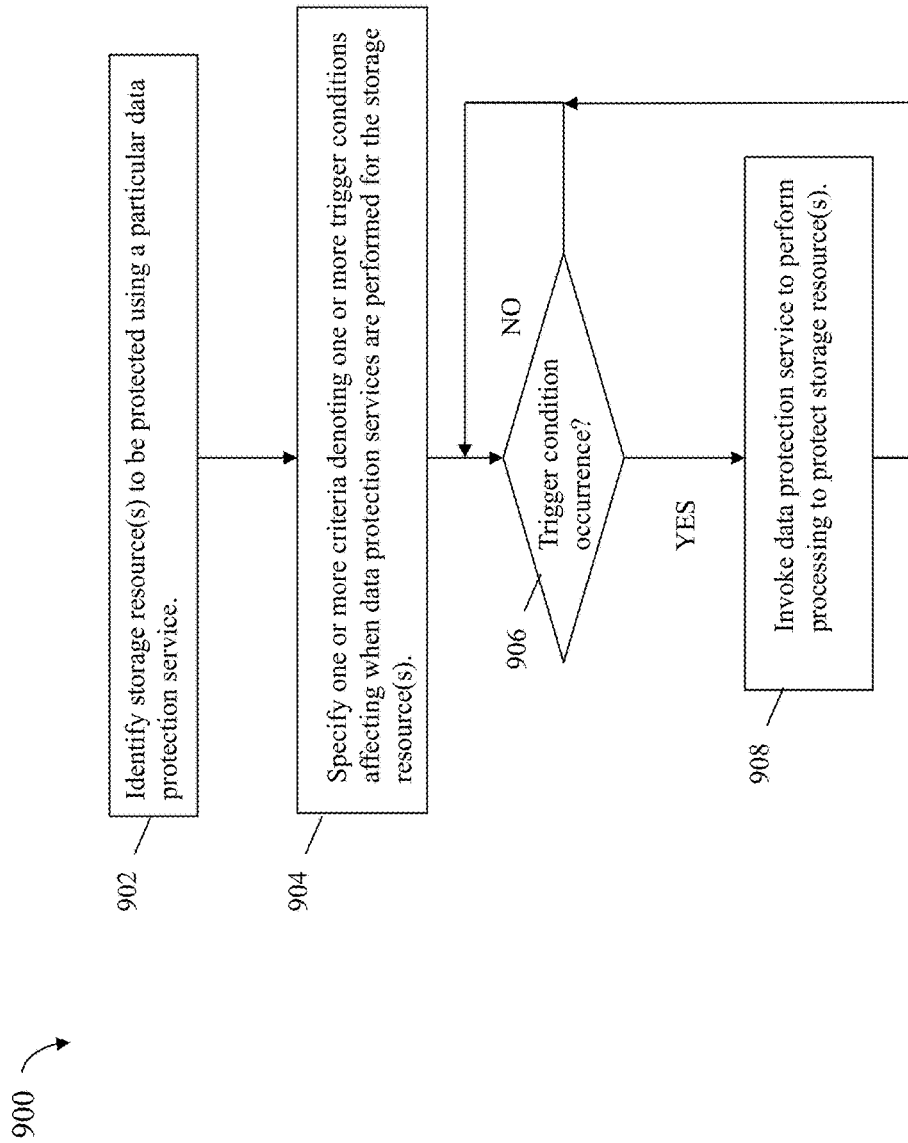 900
902
Identify storage resource(s) to be protected using a particular data
protection service.
904
Specify one or more criteria denoting one or more trigger conditions
affecting when data protection services are performed for the storage
resource(s).
906
Trigger condition
occurrence?
NO
YES
908
Invoke data protection service to perform
processing to protect storage resource(s).